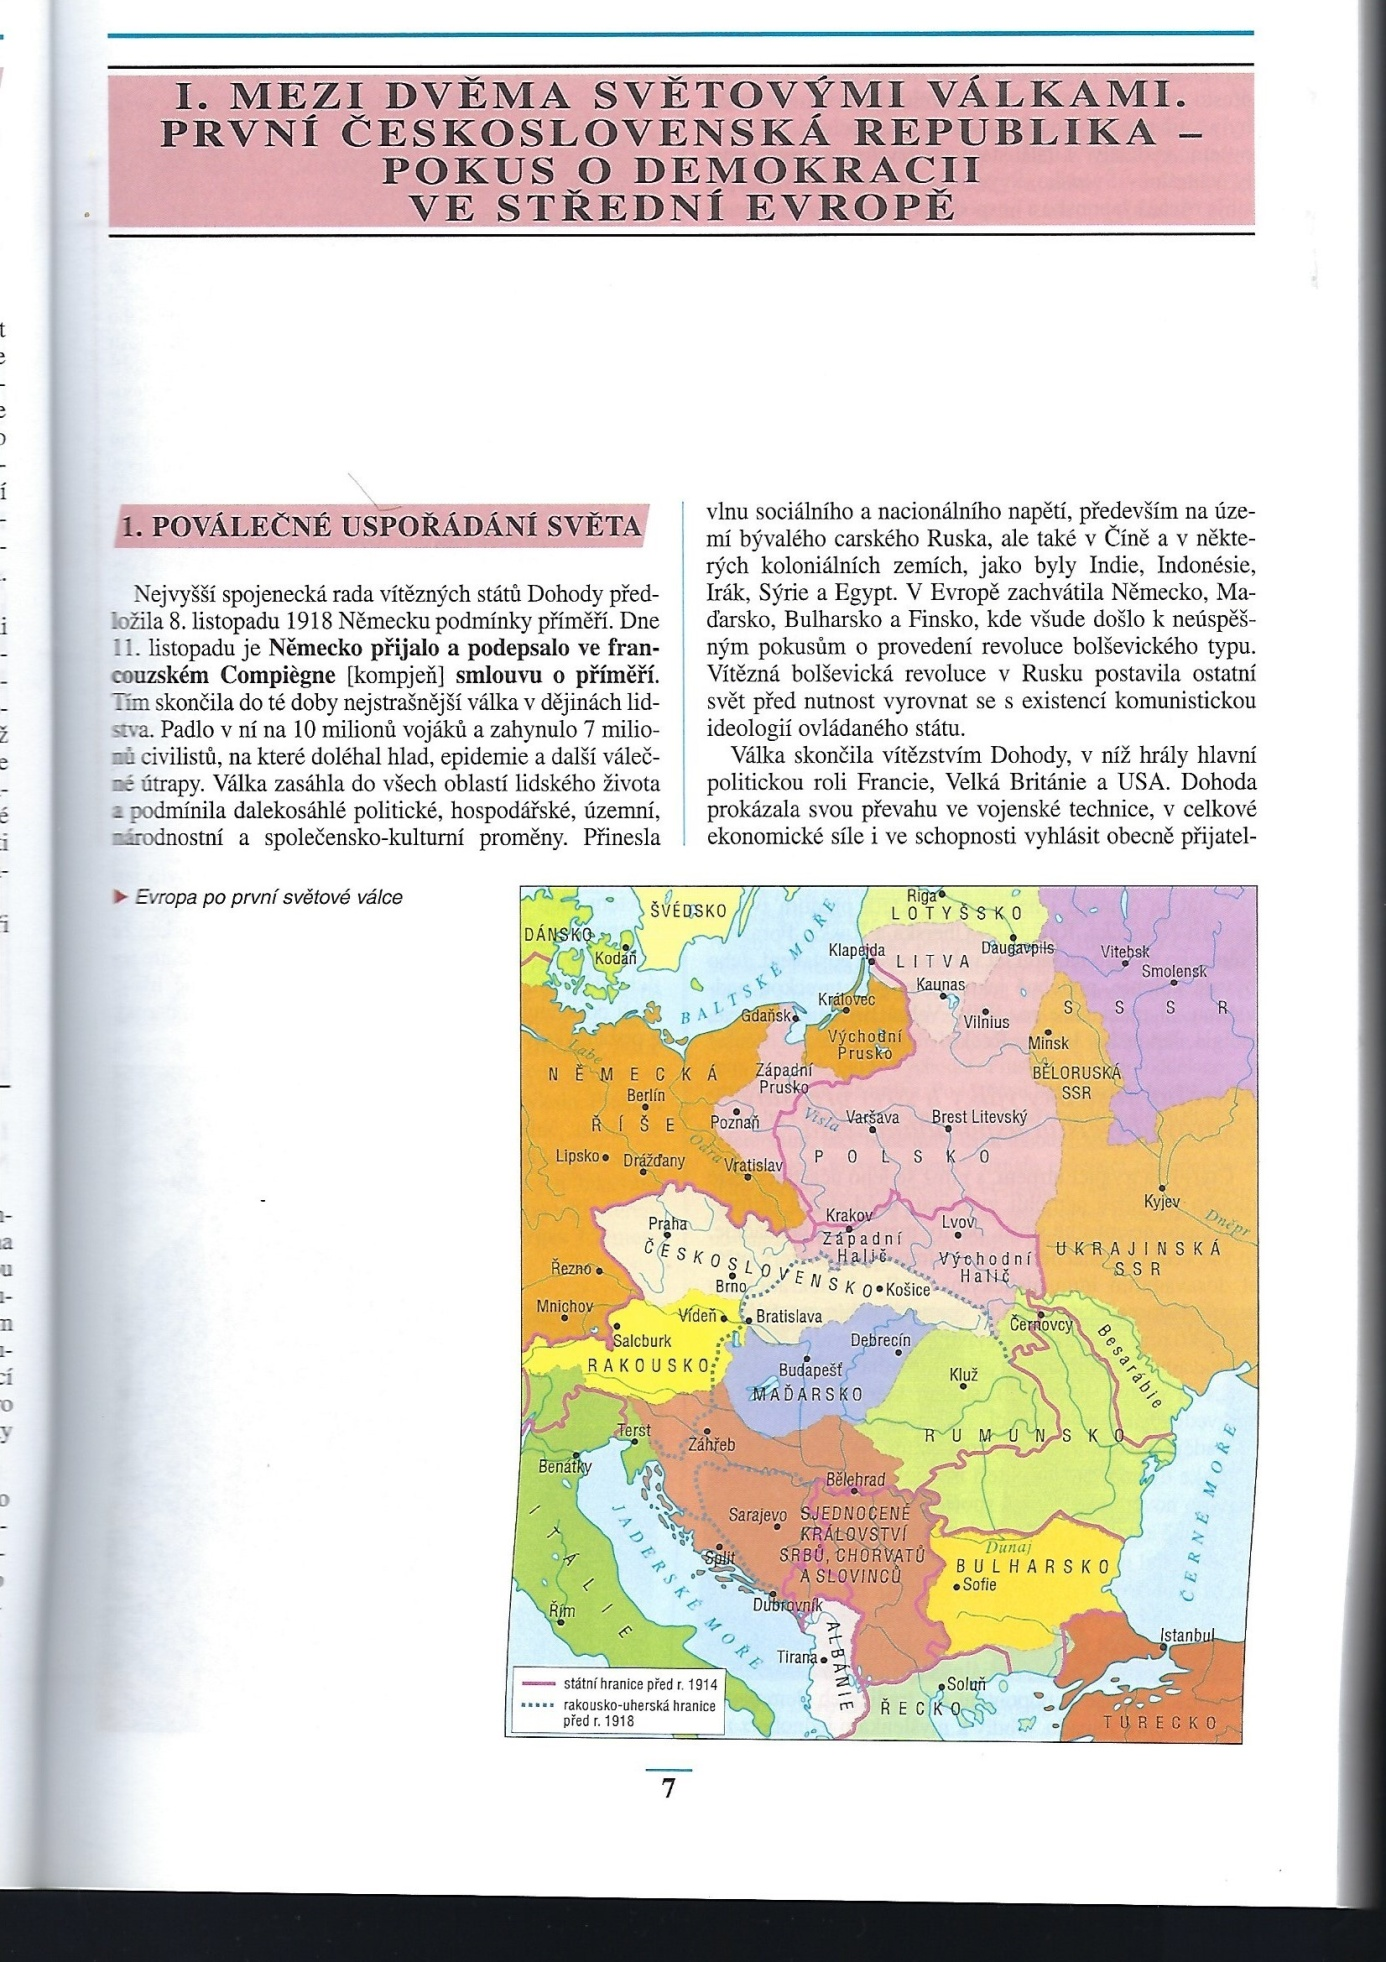 I. MEZI DVĚMA SVĚTOVÝMI VÁLKAMI.
PRVNÍ ČESKOSLOVENSKÁ REPUBLIKA –
POKUS O DEMOKRACII
VE STŘEDNÍ EVROPĚ
1. POVÁLEČNÉ USPOŘÁDÁNÍ SVĚTA
Nejvyšší spojenecká rada vítězných států Dohody před-
ložila 8. listopadu 1918 Německu podmínky příměří. Dne
11. listopadu je Německo přijalo a podepsalo ve fran-
couzském Compiègne [kompjeň] smlouvu o příměří.
Tím skončila do té doby nejstrašnější válka v dějinách lid-
stva. Padlo v ní na 10 milionů vojáků a zahynulo 7 milio-
nů civilistů, na které doléhal hlad, epidemie a další váleč-
né útrapy. Válka zasáhla do všech oblastí lidského života
a podmínila dalekosáhlé politické, hospodářské, územní,
národnostní a společensko-kulturní proměny. Přinesla
vlnu sociálního a nacionálního napětí, především na úze-
mí bývalého carského Ruska, ale také v Číně a v někte-
rých koloniálních zemích, jako byly Indie, Indonésie,
Irák, Sýrie a Egypt. V Evropě zachvátila Německo, Ma-
ďarsko, Bulharsko a Finsko, kde všude došlo k neúspěš-
ným pokusům o provedení revoluce bolševického typu.
Vítězná bolševická revoluce v Rusku postavila ostatní
svět před nutnost vyrovnat se s existencí komunistickou
ideologií ovládaného státu.
Válka skončila vítězstvím Dohody, v níž hrály hlavní
politickou roli Francie, Velká Británie a USA. Dohoda
prokázala svou převahu ve vojenské technice, v celkové
ekonomické síle i ve schopnosti vyhlásit obecně přijatel-
Evropa po první světové válce
ŠVÉDSKO
Riga
LOTYŠSKO
DÁNSKO
Kodaň
BALTSKÉ MOŘE
Klapejda
LITVA
Daugavpils
Vitebsk
Smolensk
Kaunas
Královec
Gdaňsk
Vilnius
SSSR
Východní
Prusko
Minsk
Labe
NĚMECKÁ
Západní
Prusko
BĚLORUSKÁ
SSR
Berlín
ŘÍŠE
Poznaň
Visla
Varšava
Brest Litevský
Odra
Lipsko
Drážďany
Vratislav
POLSKO
Kyjev
Dněpr
Praha
Krakov
Lvov
Západní
Halič
Východní
Halič
UKRAJINSKÁ
SSR
ČESKOSLOVENSKO
Řezno
Brno
Košice
Mnichov
Vídeň
Bratislava
Černovcy
Besarábie
Salcburk
Debrecín
RAKOUSKO
Budapešť
MAĎARSKO
Kluž
RUMUNSKO
Terst
Záhřeb
Benátky
Bělehrad
ITÁLIE
JADERSKÉ MOŘE
Sarajevo
SJEDNOCENÉ
KRÁLOVSTVÍ
SRBŮ, CHORVATŮ
A SLOVINCŮ
Split
Dunaj
BULHARSKO
Sofie
ČERNÉ MOŘE
Dubrovník
Řím
Istanbul
Tirana
ALBÁNIE
Soluň
ŘECKO
TURECKO
státní hranice před r. 1914
rakousko-uherská hranice
před r. 1918
7